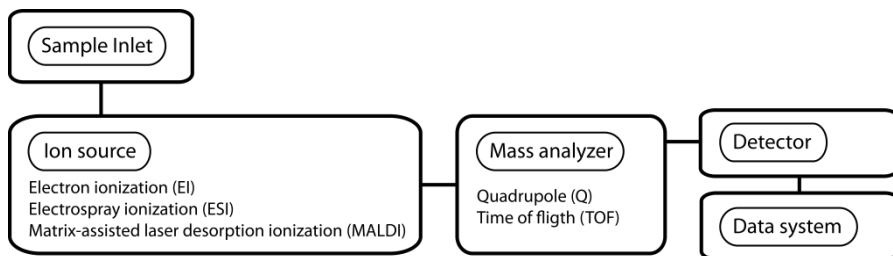 Sample Inlet
Ion source
Electron ionization (EI)
Electrospray ionization (ESI)
Matrix-assisted laser desorption ionization (MALDI)
Mass analyzer
Quadrupole (Q)
Time of fligth (TOF)
Detector
Data system